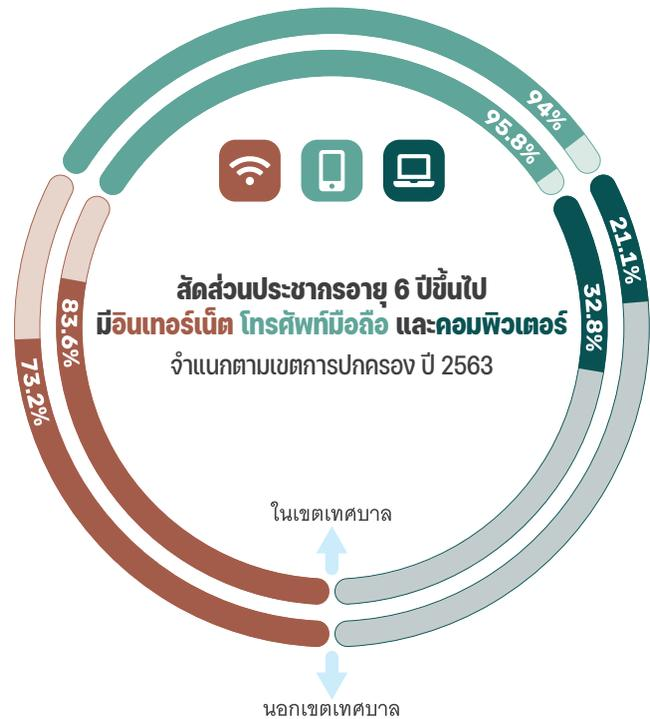 94%
95.8%
21.1%
32.8%
83.6%
73.2%
สัดส่วนประชากรอายุ 6 ปีขึ้นไป
มีอินเทอร์เน็ต โทรศัพท์มือถือ และคอมพิวเตอร์
จำแนกตามเขตการปกครอง ปี 2563
ในเขตเทศบาล
นอกเขตเทศบาล